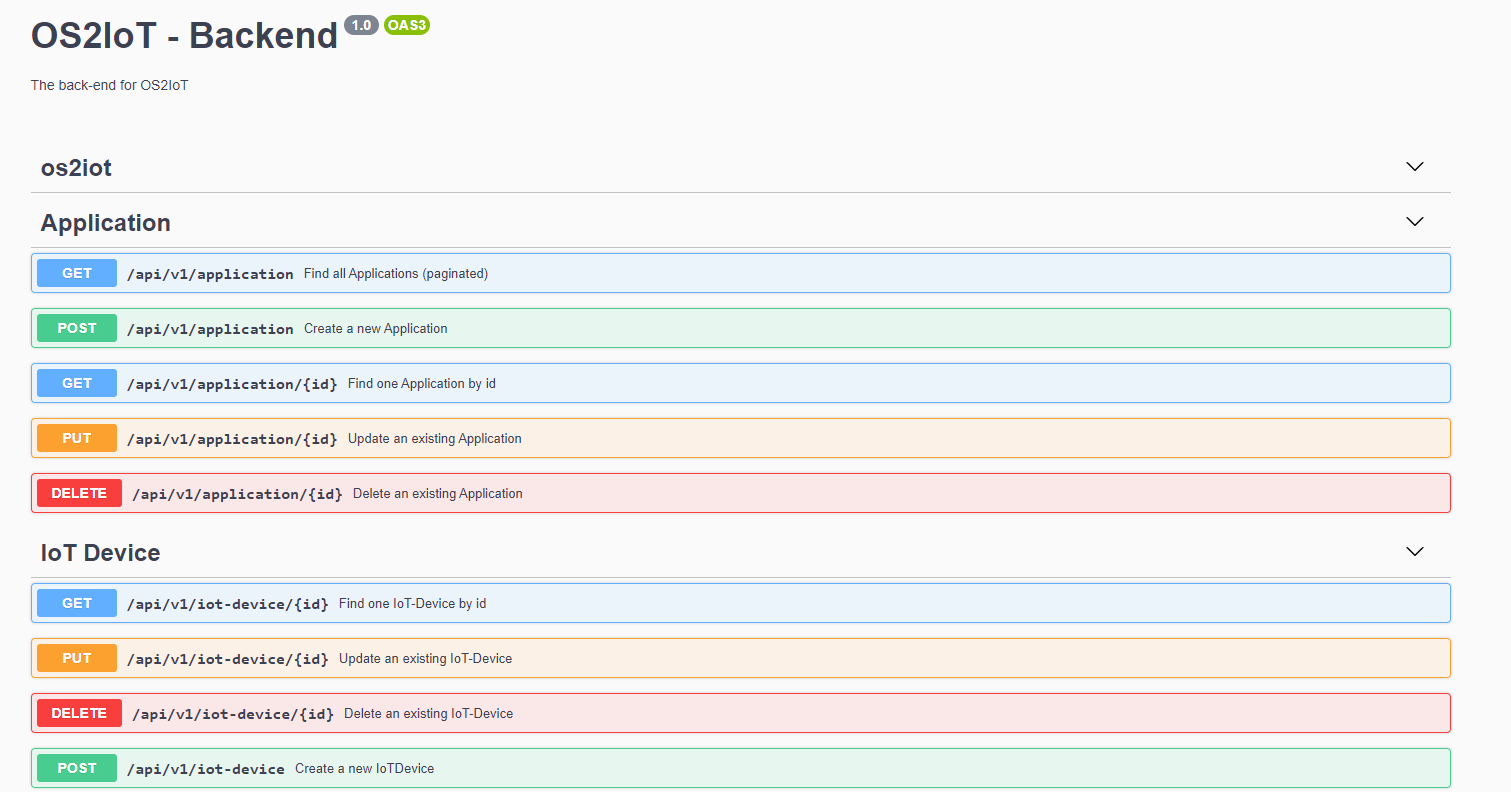 OS2IoT - Backend 1.0 OAS3
The back-end for OS2IoT
os2iot
Application
GET /api/v1/application Find all Applications (paginated)
POST /api/v1/application Create a new Application
GET /api/v1/application/{id} Find one Application by id
PUT /api/v1/application/{id} Update an existing Application
DELETE /api/v1/application/{id} Delete an existing Application
IoT Device
GET /api/v1/iot-device/{id} Find one IoT-Device by id
PUT /api/v1/iot-device/{id} Update an existing IoT-Device
DELETE /api/v1/iot-device/{id} Delete an existing IoT-Device
POST /api/v1/iot-device Create a new IoTDevice